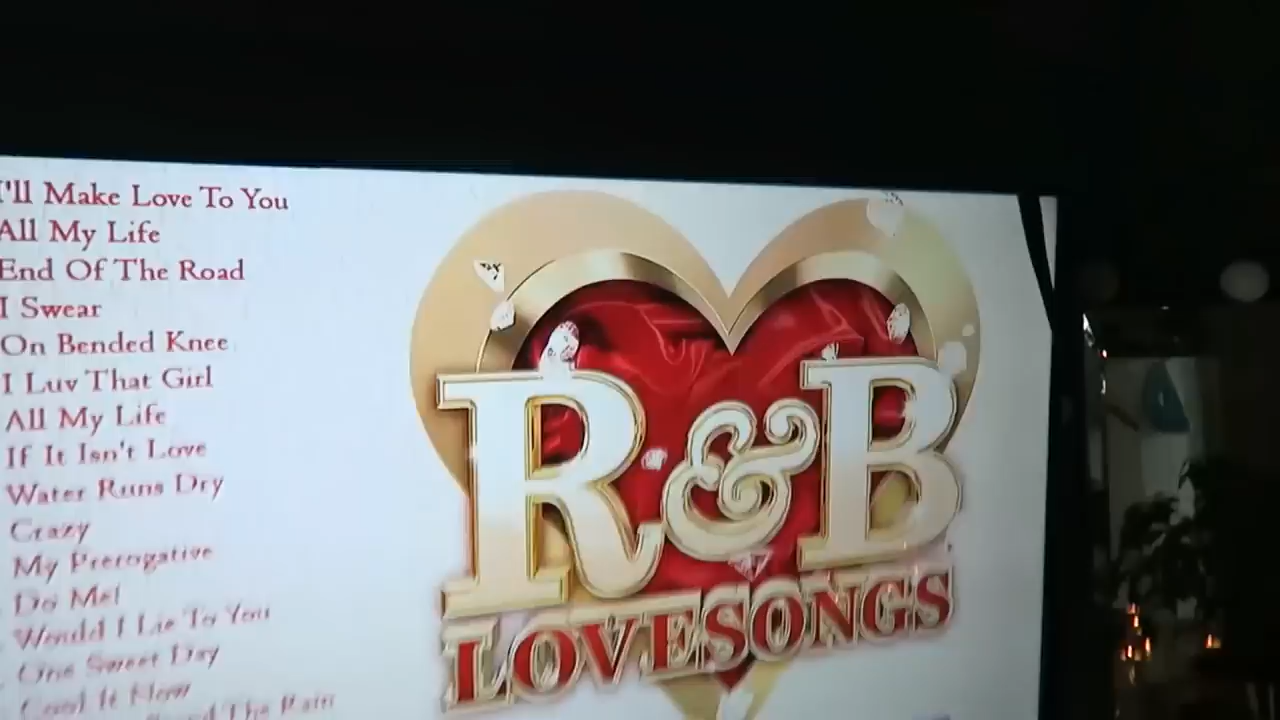 I'll Make Love To You
All My Life
End Of The Road
I Swear
On Bended Knee
I Luv That Girl
All My Life
If It Isn't Love
Water Runs Dry
Crazy
My Prerogative
Do Me!
Would I Lie To You
One Sweet Day
Cool It Now
The Rain
R&B
LOVESONGS